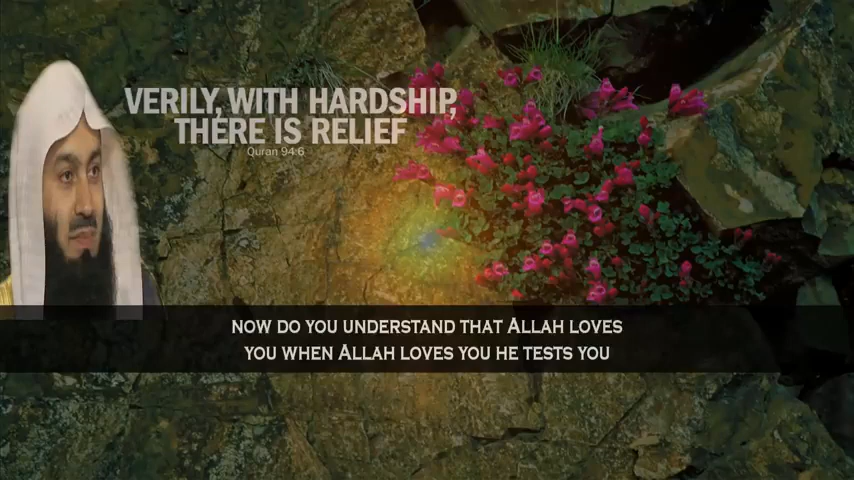 VERILY, WITH HARDSHIP,
THERE IS RELIEF
Quran 94:6
NOW DO YOU UNDERSTAND THAT ALLAH LOVES
YOU WHEN ALLAH LOVES YOU HE TESTS YOU